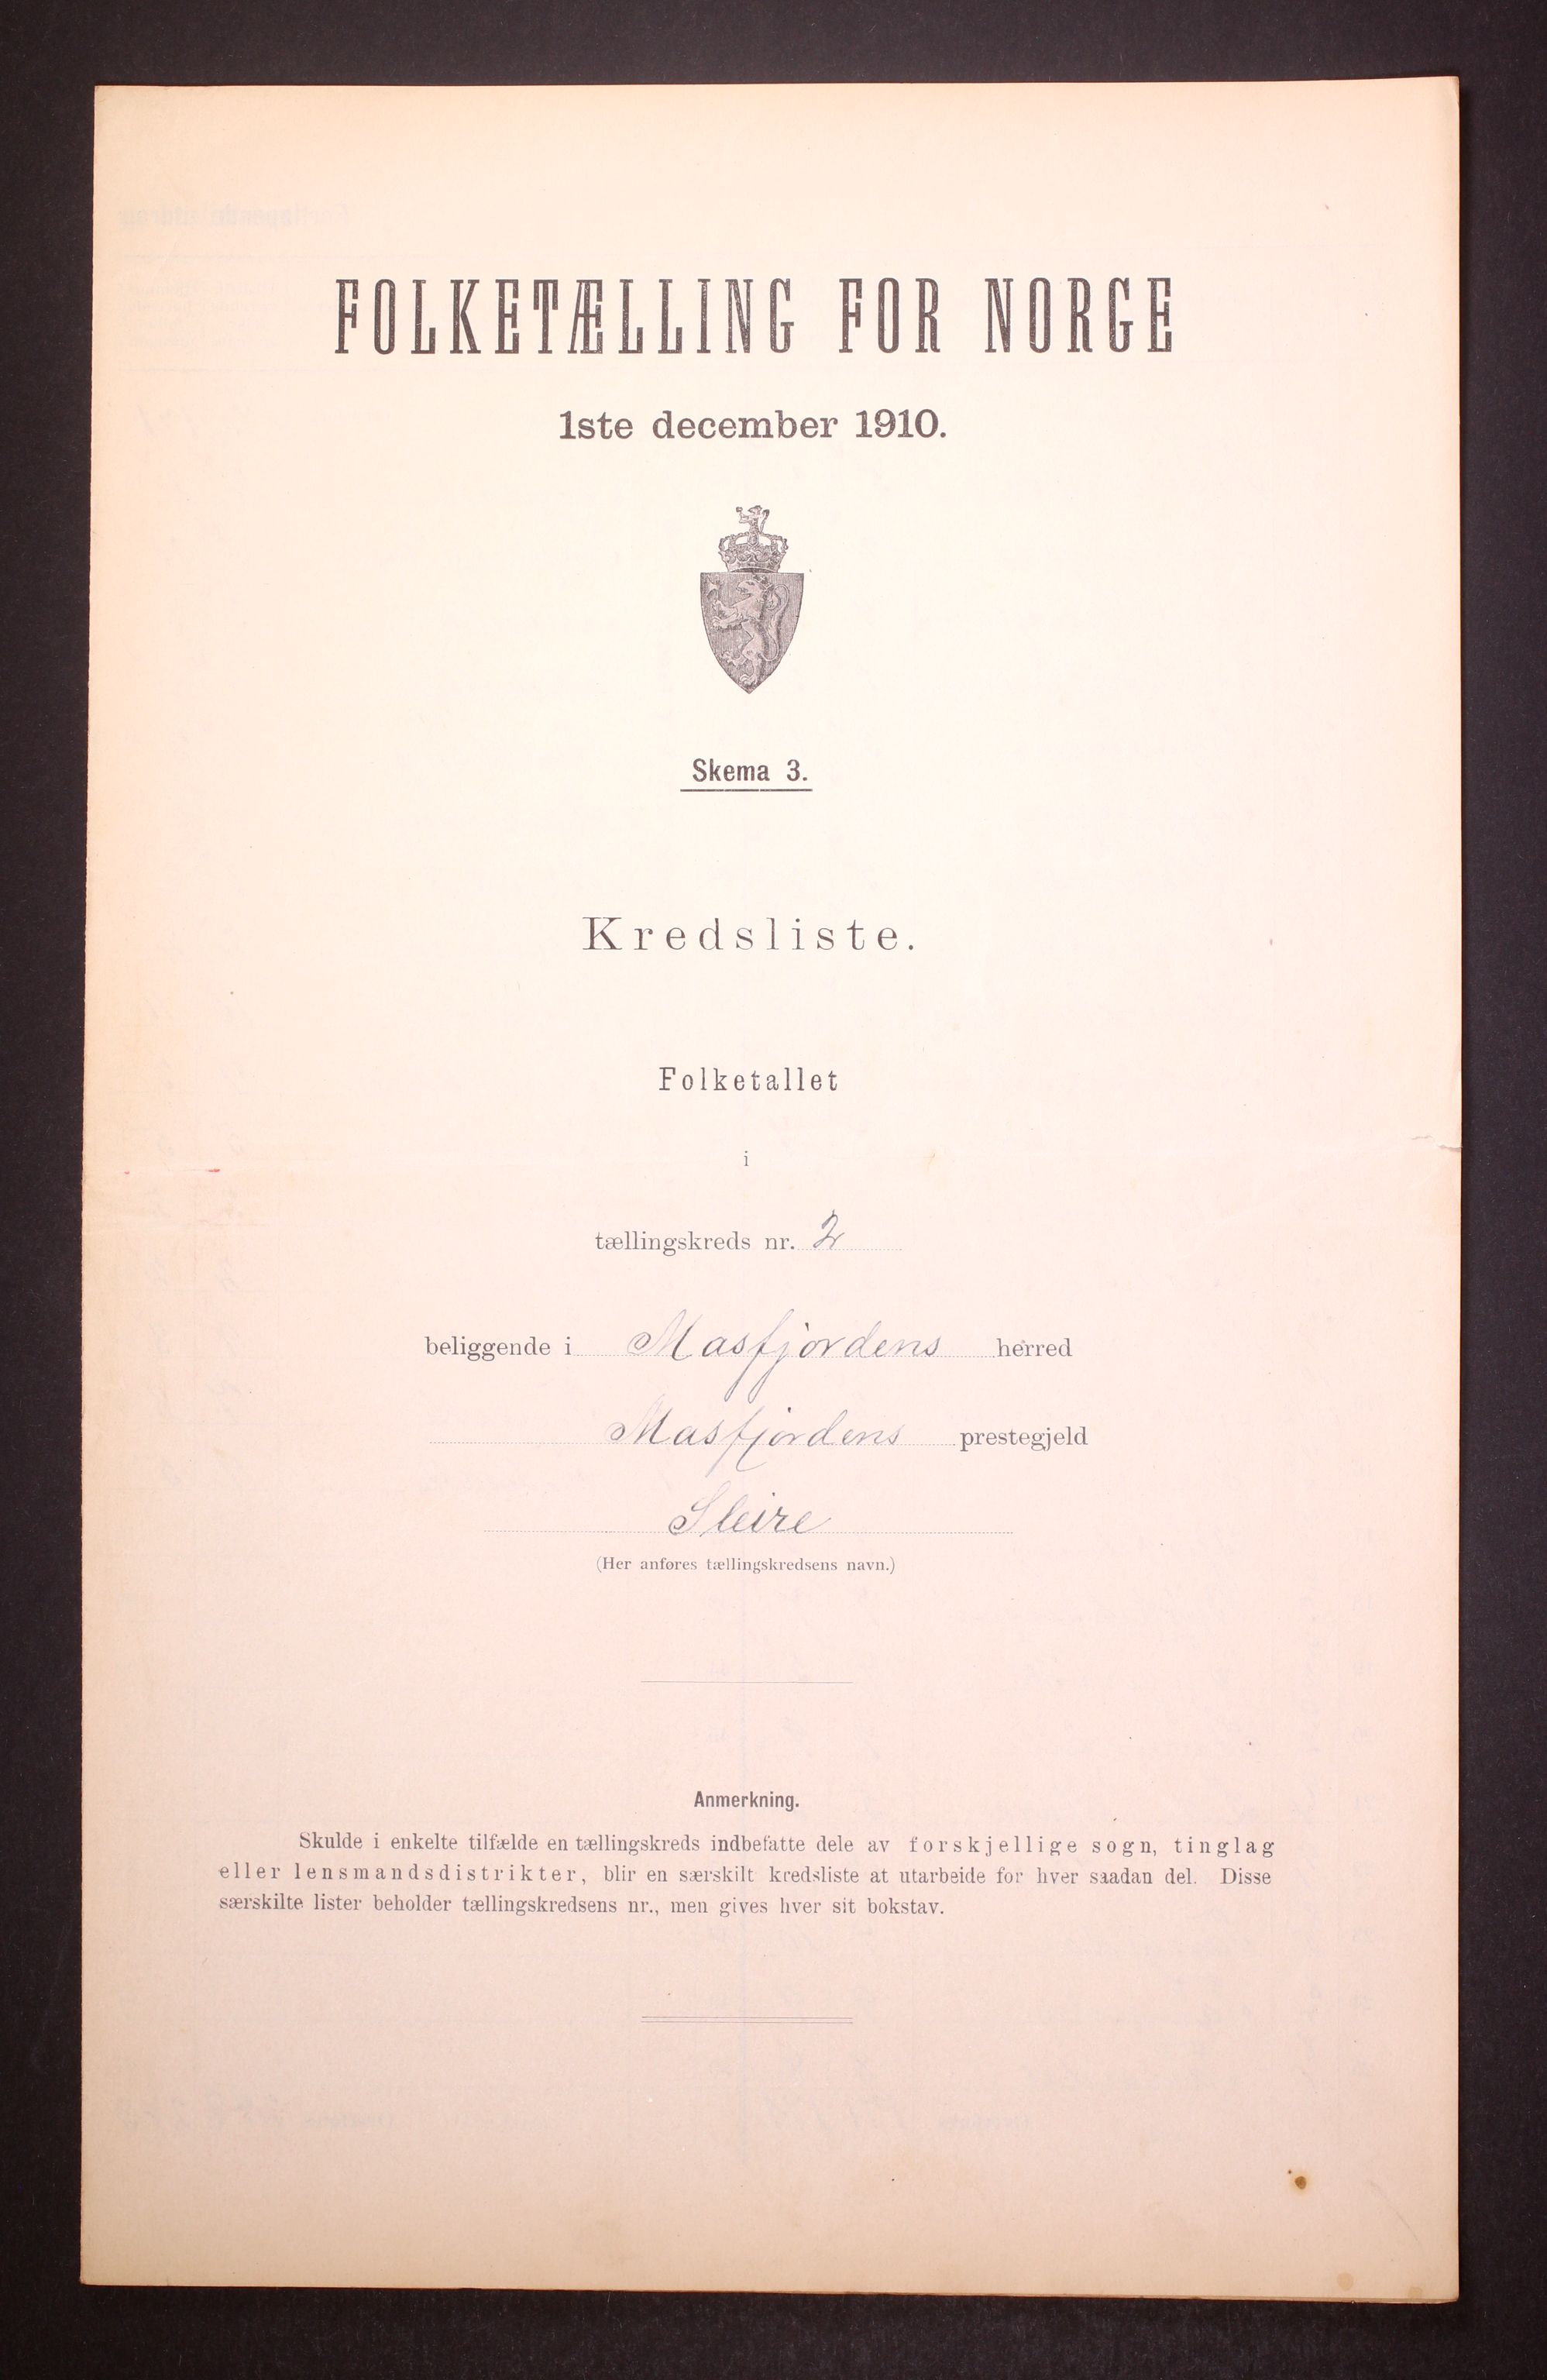 FOLKETÆLLING FOR NORGE
1ste december 1910.
Skema 3.
Kredsliste.
Folketallet
i
tællingskreds nr. 2
beliggende i Masfjordens herred
Masfjordens prestegjeld
Sleire
(Her anføres tællingskredsens navn.)
Anmerkning.
Skulde i enkelte tilfælde en tællingskreds indbefatte dele av forskjellige sogn, tinglag
eller lensmandsdistrikter, blir en særskilt kredsliste at utarbeide for hver saadan del. Disse
særskilte lister beholder tællingskredsens nr., men gives hver sit bokstav.